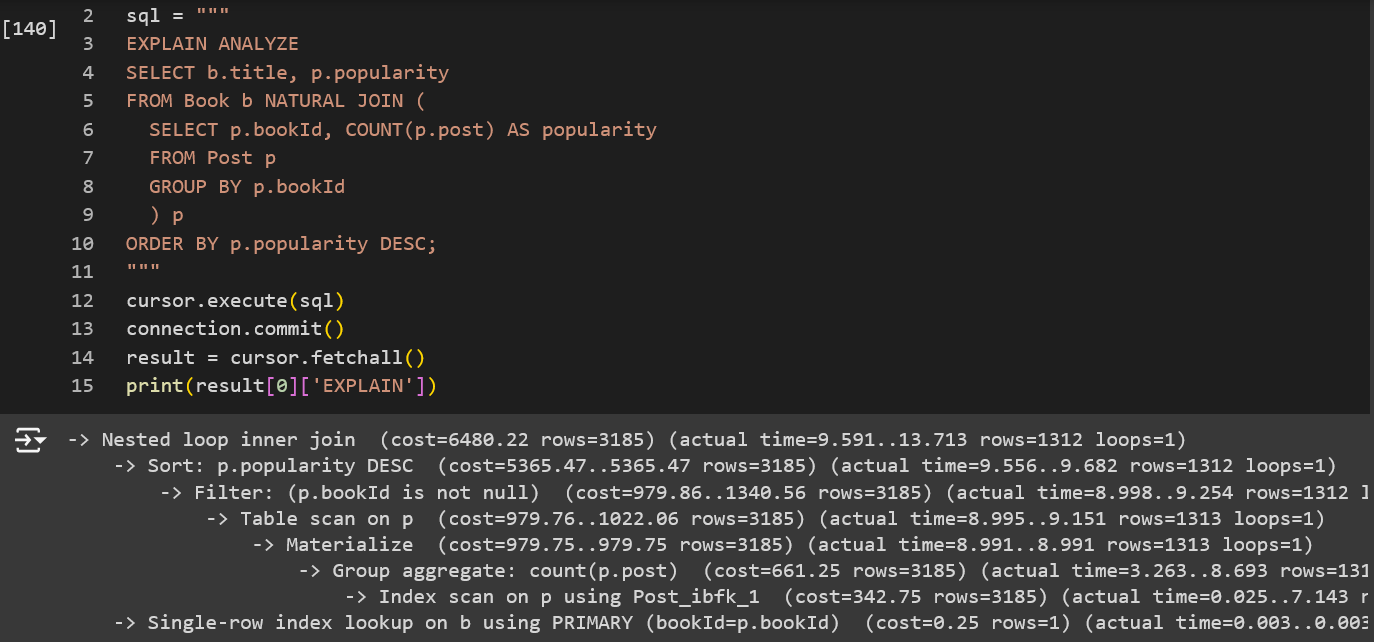 [140]
2 sql = """
3 EXPLAIN ANALYZE
4 SELECT b.title, p.popularity
5 FROM Book b NATURAL JOIN (
6   SELECT p.bookId, COUNT(p.post) AS popularity
7   FROM Post p
8   GROUP BY p.bookId
9   ) p
10 ORDER BY p.popularity DESC;
11 """
12 cursor.execute(sql)
13 connection.commit()
14 result = cursor.fetchall()
15 print(result[0]['EXPLAIN'])
-> Nested loop inner join  (cost=6480.22 rows=3185) (actual time=9.591..13.713 rows=1312 loops=1)
    -> Sort: p.popularity DESC  (cost=5365.47..5365.47 rows=3185) (actual time=9.556..9.682 rows=1312 loops=1)
        -> Filter: (p.bookId is not null)  (cost=979.86..1340.56 rows=3185) (actual time=8.998..9.254 rows=1312 l
            -> Table scan on p  (cost=979.76..1022.06 rows=3185) (actual time=8.995..9.151 rows=1313 loops=1)
                -> Materialize  (cost=979.75..979.75 rows=3185) (actual time=8.991..8.991 rows=1313 loops=1)
                    -> Group aggregate: count(p.post)  (cost=661.25 rows=3185) (actual time=3.263..8.693 rows=131
                        -> Index scan on p using Post_ibfk_1  (cost=342.75 rows=3185) (actual time=0.025..7.143 r
    -> Single-row index lookup on b using PRIMARY (bookId=p.bookId)  (cost=0.25 rows=1) (actual time=0.003..0.003